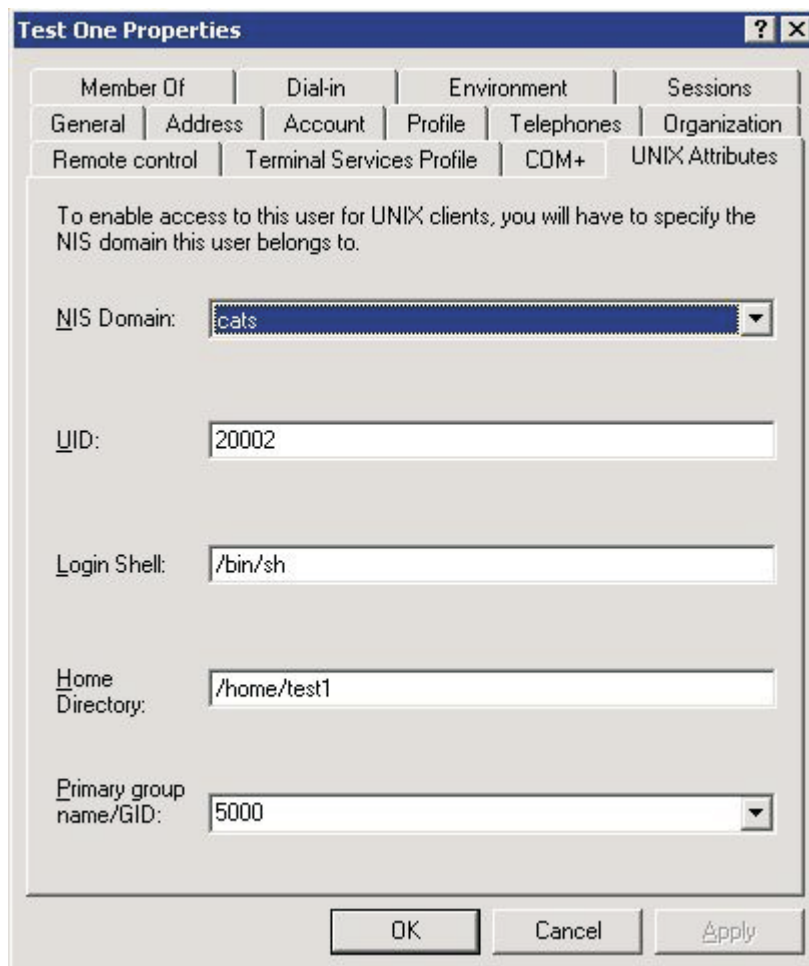 Test One Properties
Member Of Dial-in Environment Sessions
General Address Account Profile Telephones Organization
Remote control Terminal Services Profile COM+ UNIX Attributes
To enable access to this user for UNIX clients, you will have to specify the
NIS domain this user belongs to.
NIS Domain: cats
UID: 20002
Login Shell: /bin/sh
Home
Directory: /home/test1
Primary group
name/GID: 5000
OK Cancel Apply